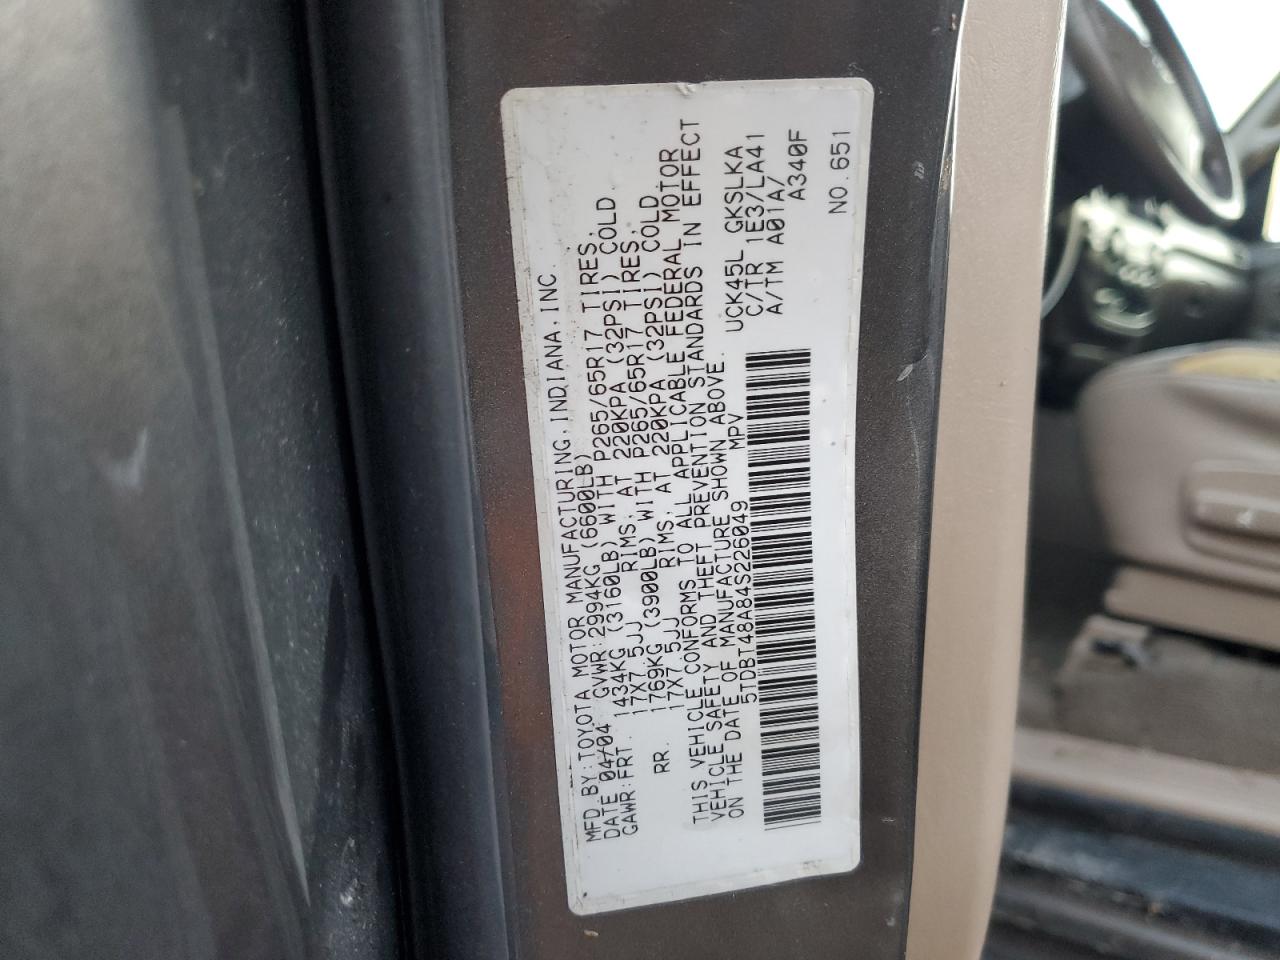 MFD.BY:TOYOTA MOTOR MANUFACTURING,INDIANA,INC.
DATE 04/04 GVWR:2994KG (6600LB)
GAWR:FRT. 1434KG (3160LB) WITH P265/65R17 TIRES,
17X7.5JJ RIMS, AT 220KPA (32PSI) COLD.
RR. 1769KG (3900LB) WITH P265/65R17 TIRES,
17X7.5JJ RIMS, AT 220KPA (32PSI) COLD.
THIS VEHICLE CONFORMS TO ALL APPLICABLE FEDERAL MOTOR
VEHICLE SAFETY AND THEFT PREVENTION STANDARDS IN EFFECT
ON THE DATE OF MANUFACTURE SHOWN ABOVE.
5TDBT48A84S226049 MPV
UCK45L GKSLKA
C/TR 1E3/LA41
A/TM A01A/
A340F
NO.651